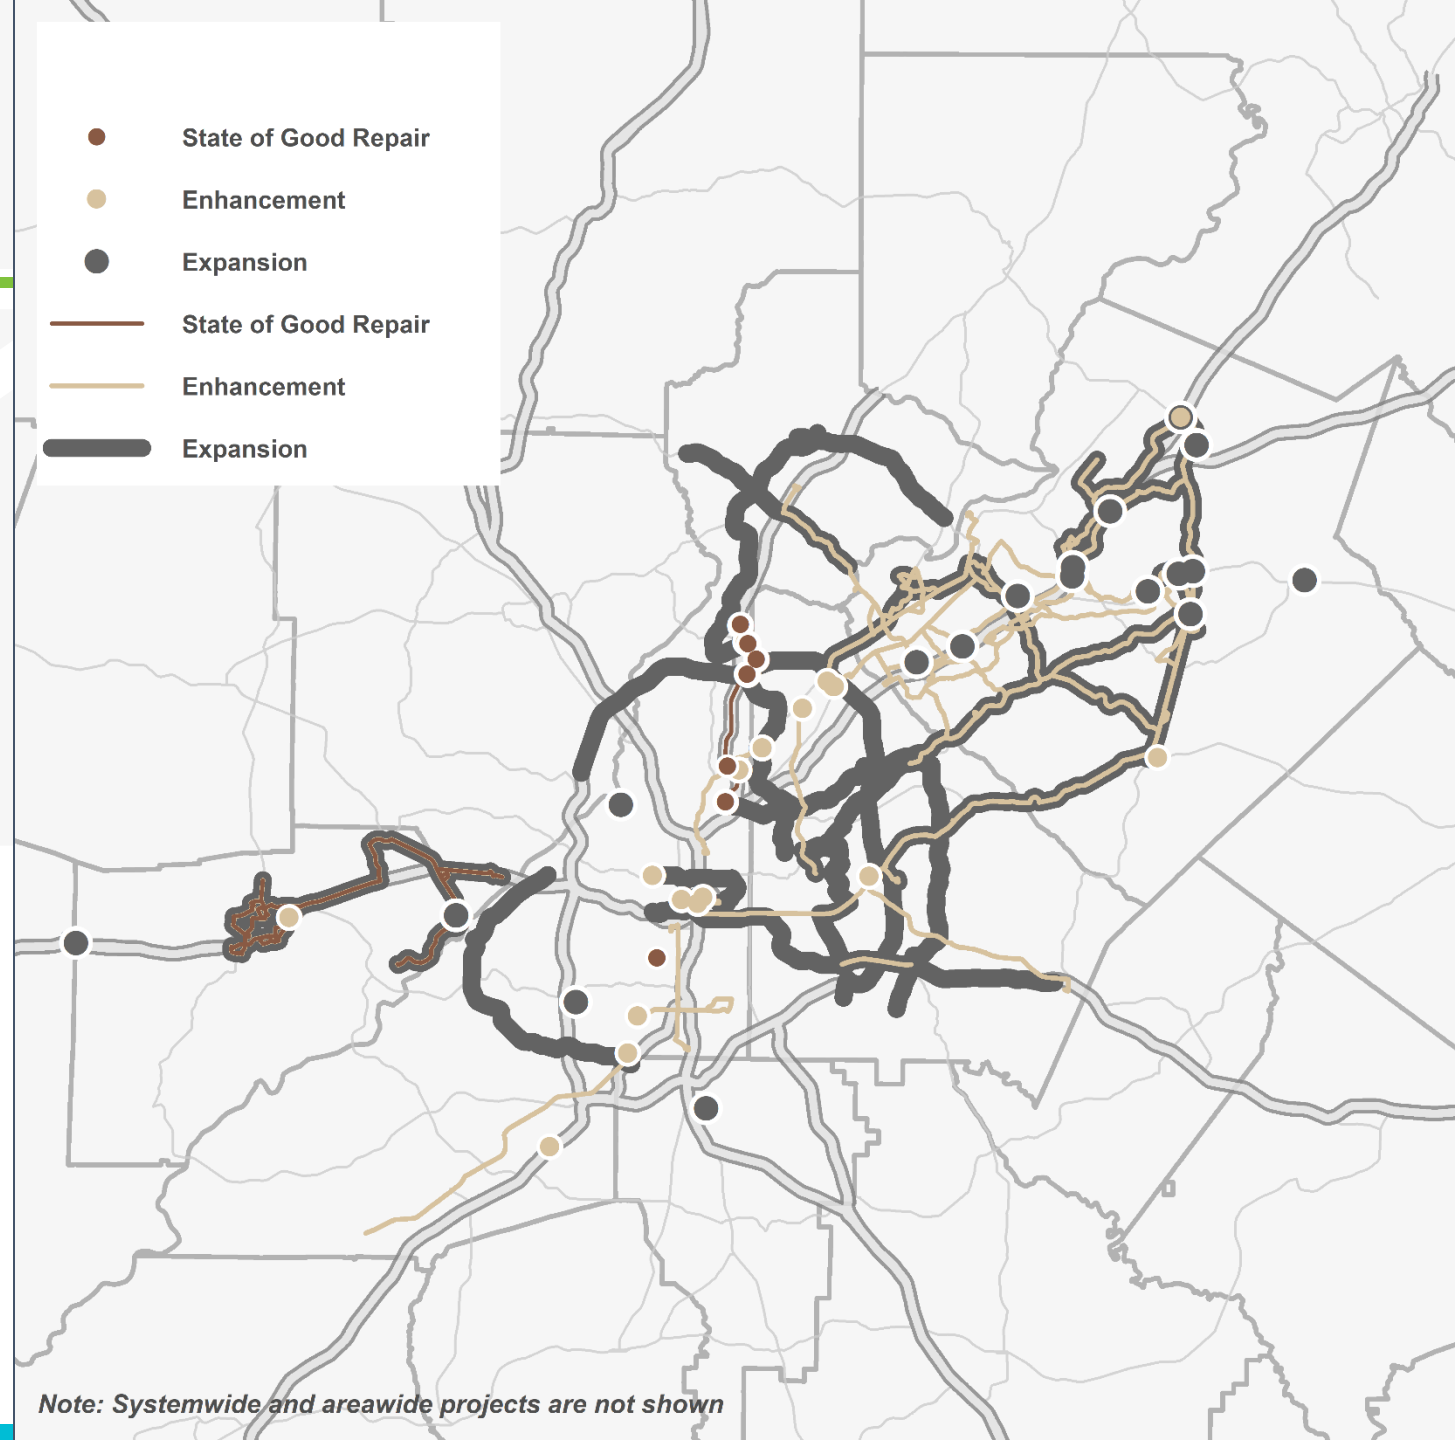 State of Good Repair
Enhancement
Expansion
State of Good Repair
Enhancement
Expansion
Note: Systemwide and areawide projects are not shown